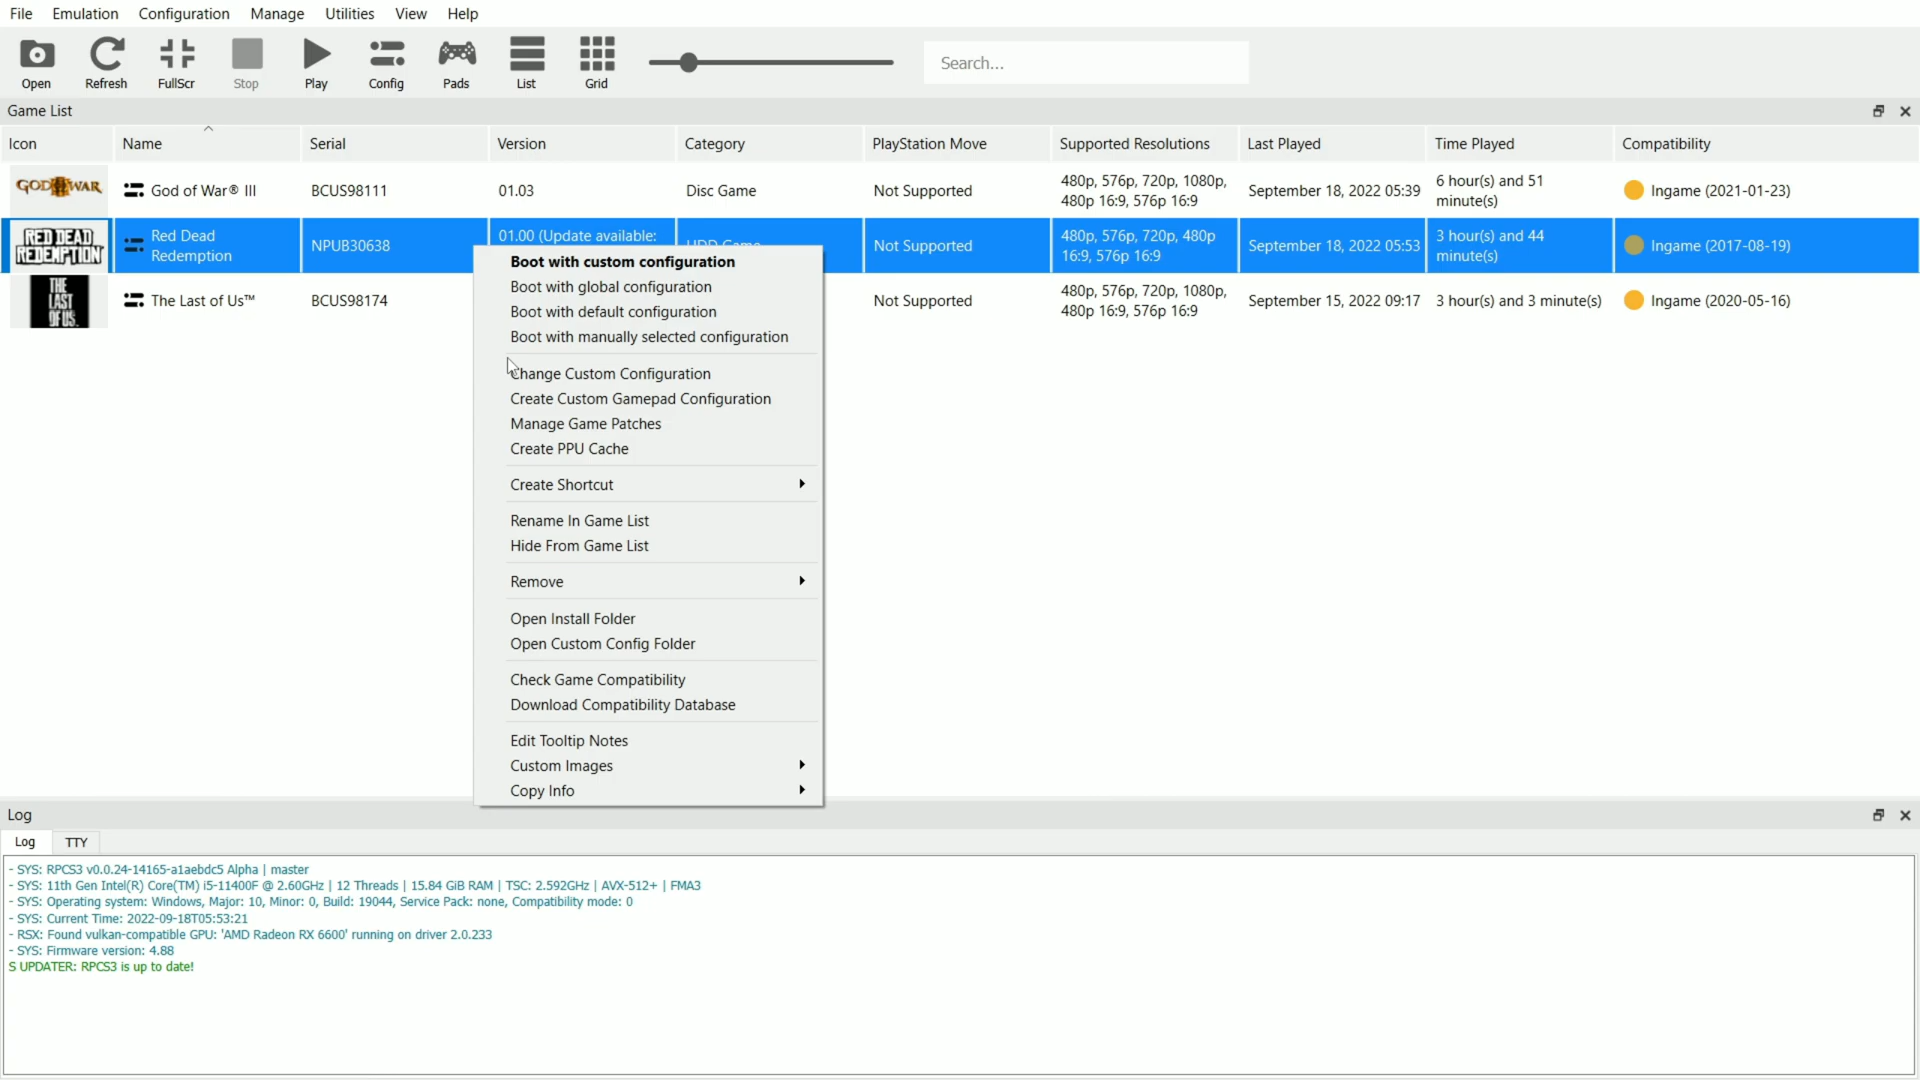 File Emulation Configuration Manage Utilities View Help
Open Refresh FullScr Stop Play Config Pads List Grid Search...
Game List
Icon Name Serial Version Category PlayStation Move Supported Resolutions Last Played Time Played Compatibility
GOD WAR God of War® III BCUS98111 01.03 Disc Game Not Supported 480p, 576p, 720p, 1080p, September 18, 2022 05:39 6 hour(s) and 51 Ingame (2021-01-23)
480p 16:9, 576p 16:9 minute(s)
RED DEAD Red Dead NPUB30638 01.00 (Update available: HDD Game Not Supported 480p, 576p, 720p, 480p September 18, 2022 05:53 3 hour(s) and 44 Ingame (2017-08-19)
REDEMPTION Redemption 16:9, 576p 16:9 minute(s)
THE
LAST The Last of Us™ BCUS98174 Not Supported 480p, 576p, 720p, 1080p, September 15, 2022 09:17 3 hour(s) and 3 minute(s) Ingame (2020-05-16)
OF US. 480p 16:9, 576p 16:9
Boot with custom configuration
Boot with global configuration
Boot with default configuration
Boot with manually selected configuration
Change Custom Configuration
Create Custom Gamepad Configuration
Manage Game Patches
Create PPU Cache
Create Shortcut
Rename In Game List
Hide From Game List
Remove
Open Install Folder
Open Custom Config Folder
Check Game Compatibility
Download Compatibility Database
Edit Tooltip Notes
Custom Images
Copy Info
Log
Log TTY
- SYS: RPCS3 v0.0.24-14165-a1aebdc5 Alpha | master
- SYS: 11th Gen Intel(R) Core(TM) i5-11400F @ 2.60GHz | 12 Threads | 15.84 GiB RAM | TSC: 2.592GHz | AVX-512+ | FMA3
- SYS: Operating system: Windows, Major: 10, Minor: 0, Build: 19044, Service Pack: none, Compatibility mode: 0
- SYS: Current Time: 2022-09-18T05:53:21
- RSX: Found vulkan-compatible GPU: 'AMD Radeon RX 6600' running on driver 2.0.233
- SYS: Firmware version: 4.88
S UPDATER: RPCS3 is up to date!